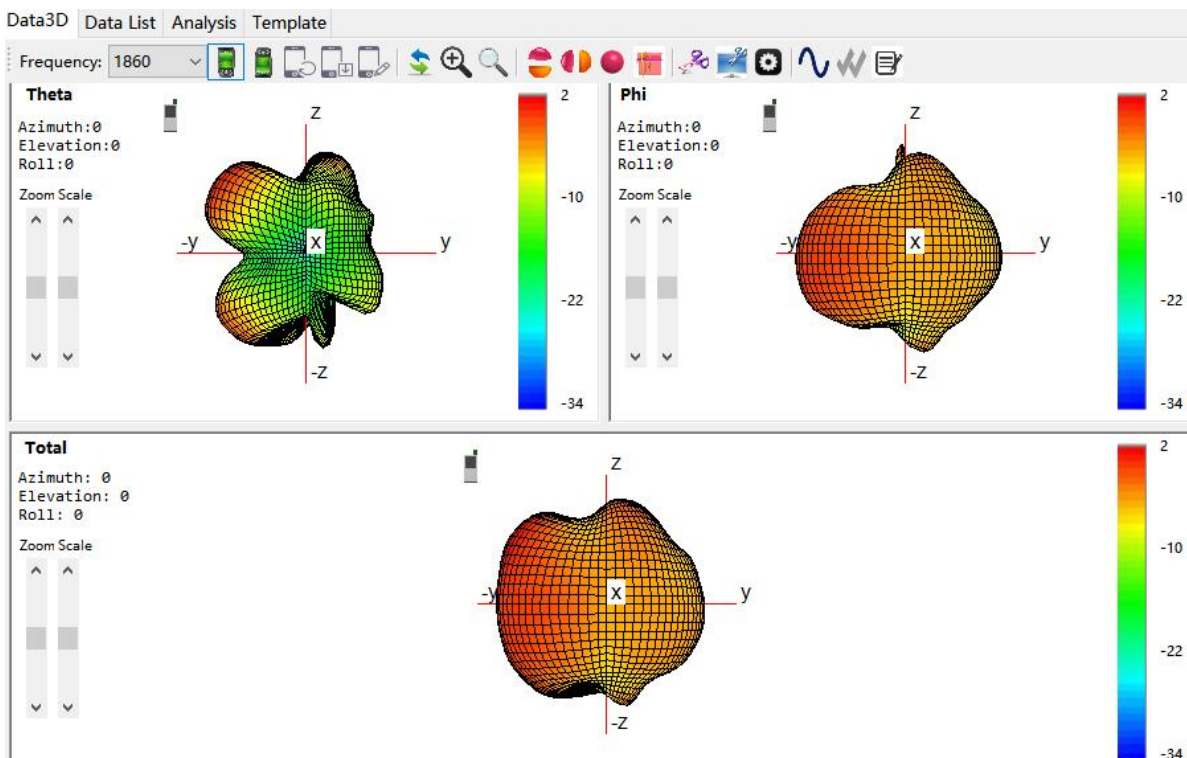 Data3D Data List Analysis Template
Frequency: 1860
Theta
Azimuth:0
Elevation:0
Roll:0
Zoom Scale
z
-y
x
y
-z
2
-10
-22
-34
Phi
Azimuth:0
Elevation:0
Roll:0
Zoom Scale
z
-y
x
y
-z
2
-10
-22
-34
Total
Azimuth: 0
Elevation: 0
Roll: 0
Zoom Scale
z
-y
x
y
-z
2
-10
-22
-34